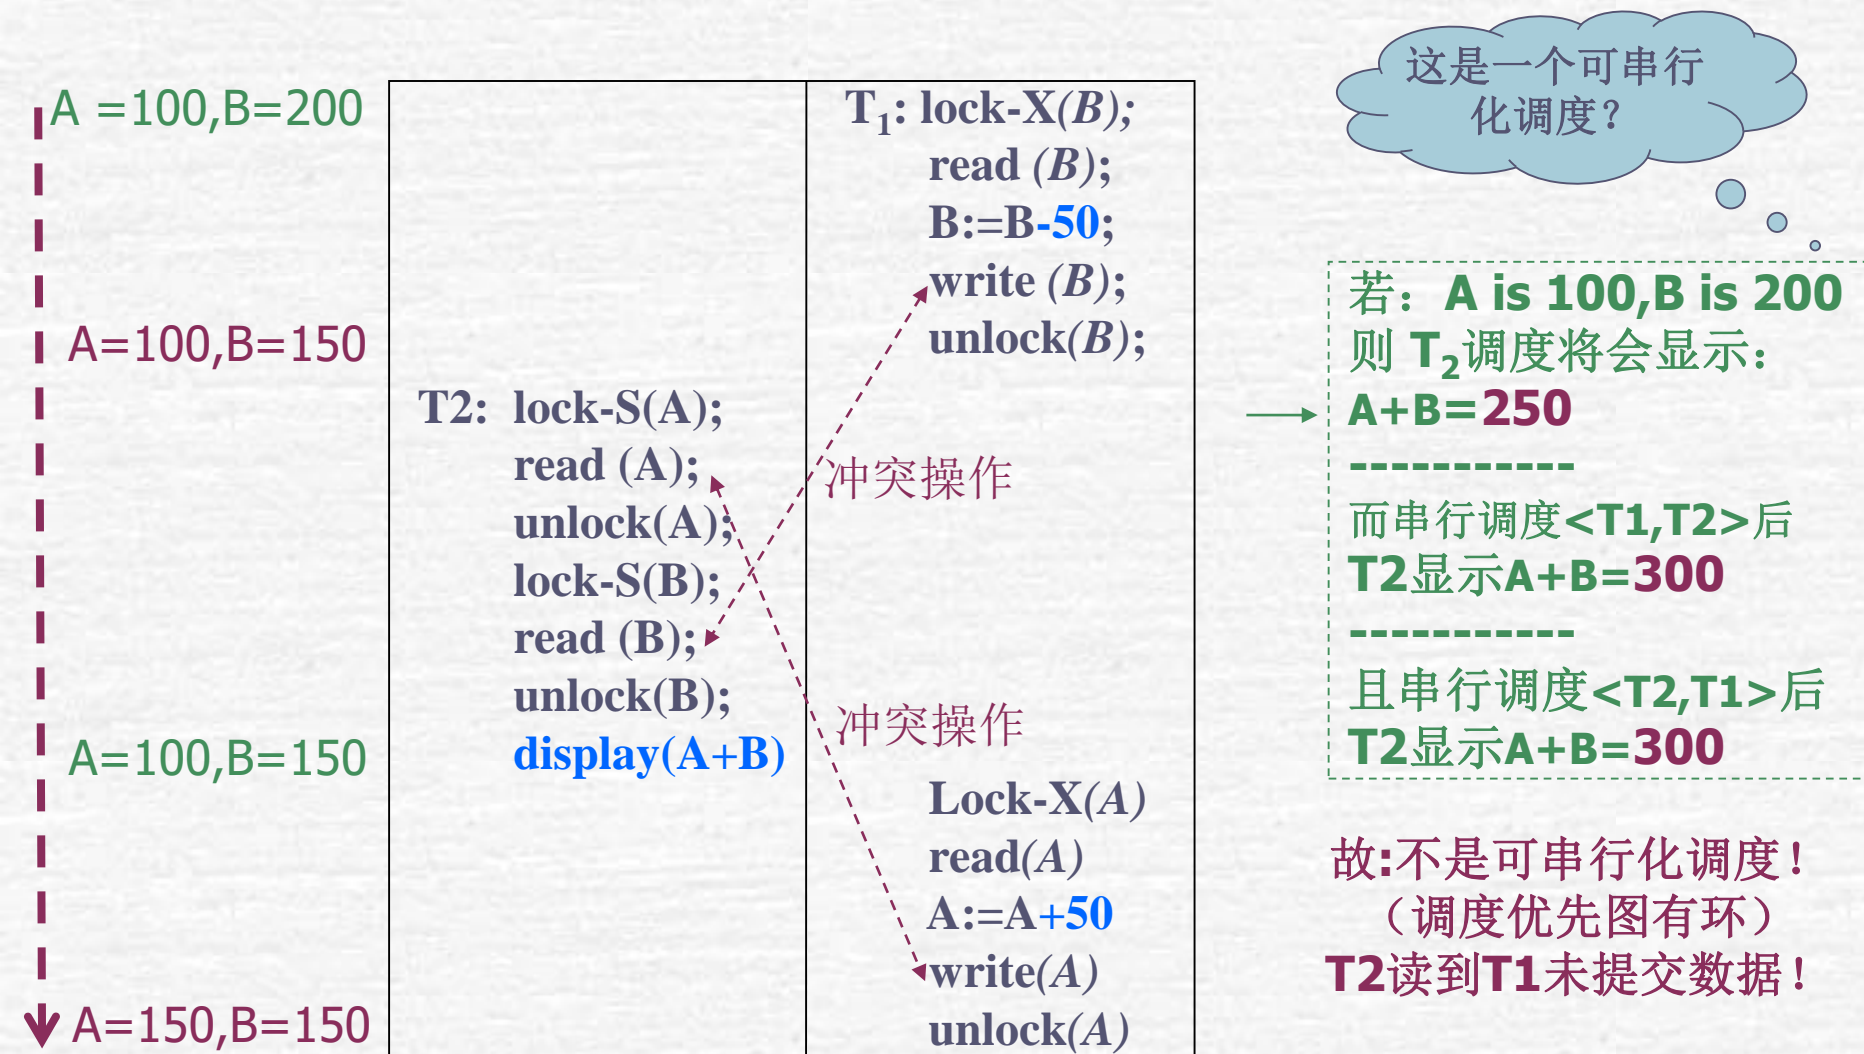 A =100,B=200
A=100,B=150
A=100,B=150
A=150,B=150
T2: lock-S(A);
read (A);
unlock(A);
lock-S(B);
read (B);
unlock(B);
display(A+B)
T1: lock-X(B);
read (B);
B:=B-50;
write (B);
unlock(B);
冲突操作
冲突操作
Lock-X(A)
read(A)
A:=A+50
write(A)
unlock(A)
这是一个可串行
化调度？
若：A is 100,B is 200
则 T2调度将会显示：
A+B=250
-----------
而串行调度<T1,T2>后
T2显示A+B=300
-----------
且串行调度<T2,T1>后
T2显示A+B=300
故:不是可串行化调度！
（调度优先图有环）
T2读到T1未提交数据！